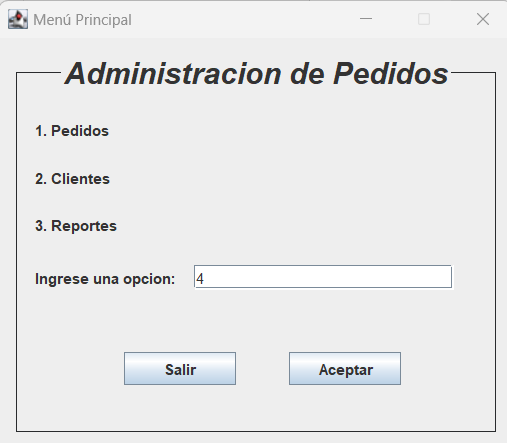 Menú Principal
Administracion de Pedidos
1. Pedidos
2. Clientes
3. Reportes
Ingrese una opcion: 4
Salir Aceptar